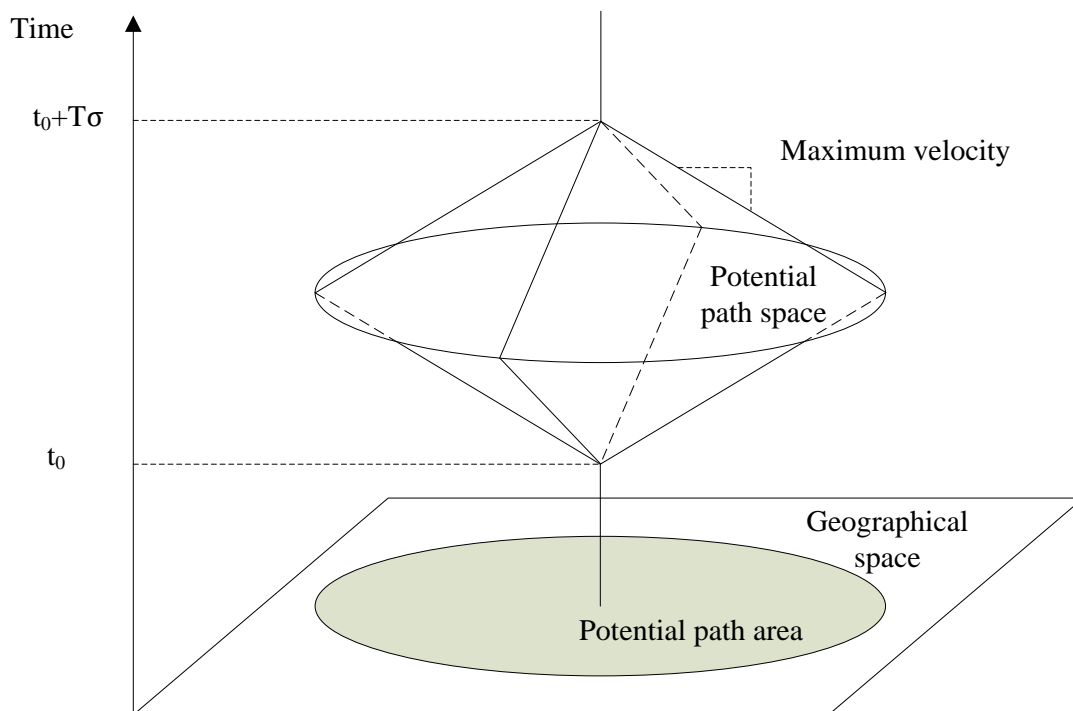 Time
t₀+Tσ
Maximum velocity
Potential
path space
t₀
Geographical
space
Potential path area